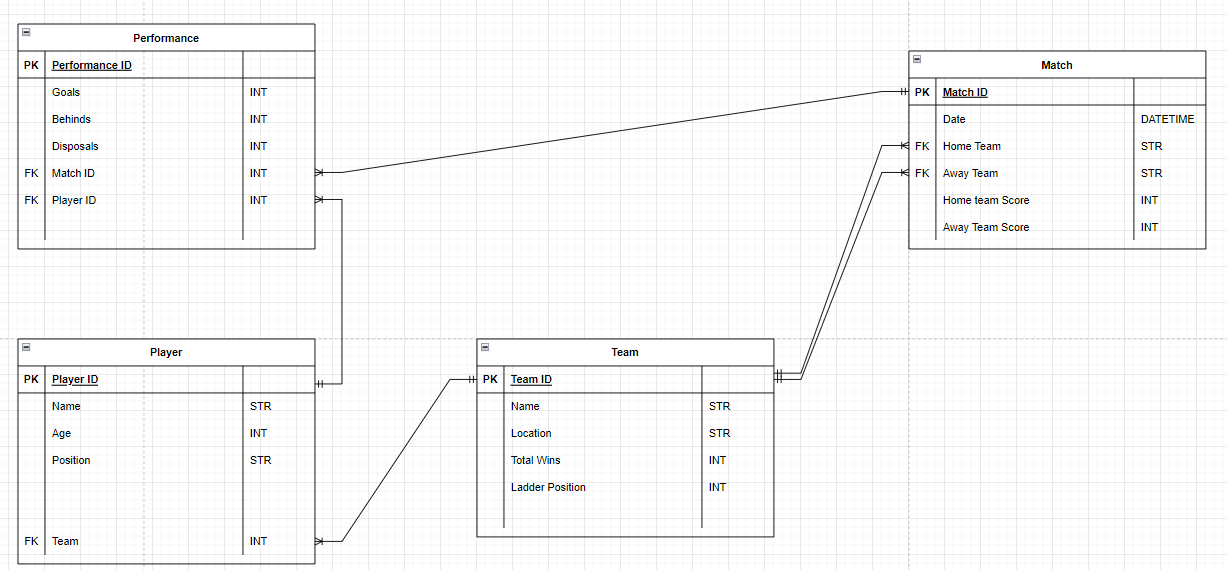 Performance
PK Performance ID
Goals INT
Behinds INT
Disposals INT
FK Match ID INT
FK Player ID INT
Match
PK Match ID
Date DATETIME
FK Home Team STR
FK Away Team STR
Home team Score INT
Away Team Score INT
Player
PK Player ID
Name STR
Age INT
Position STR
FK Team INT
Team
PK Team ID
Name STR
Location STR
Total Wins INT
Ladder Position INT